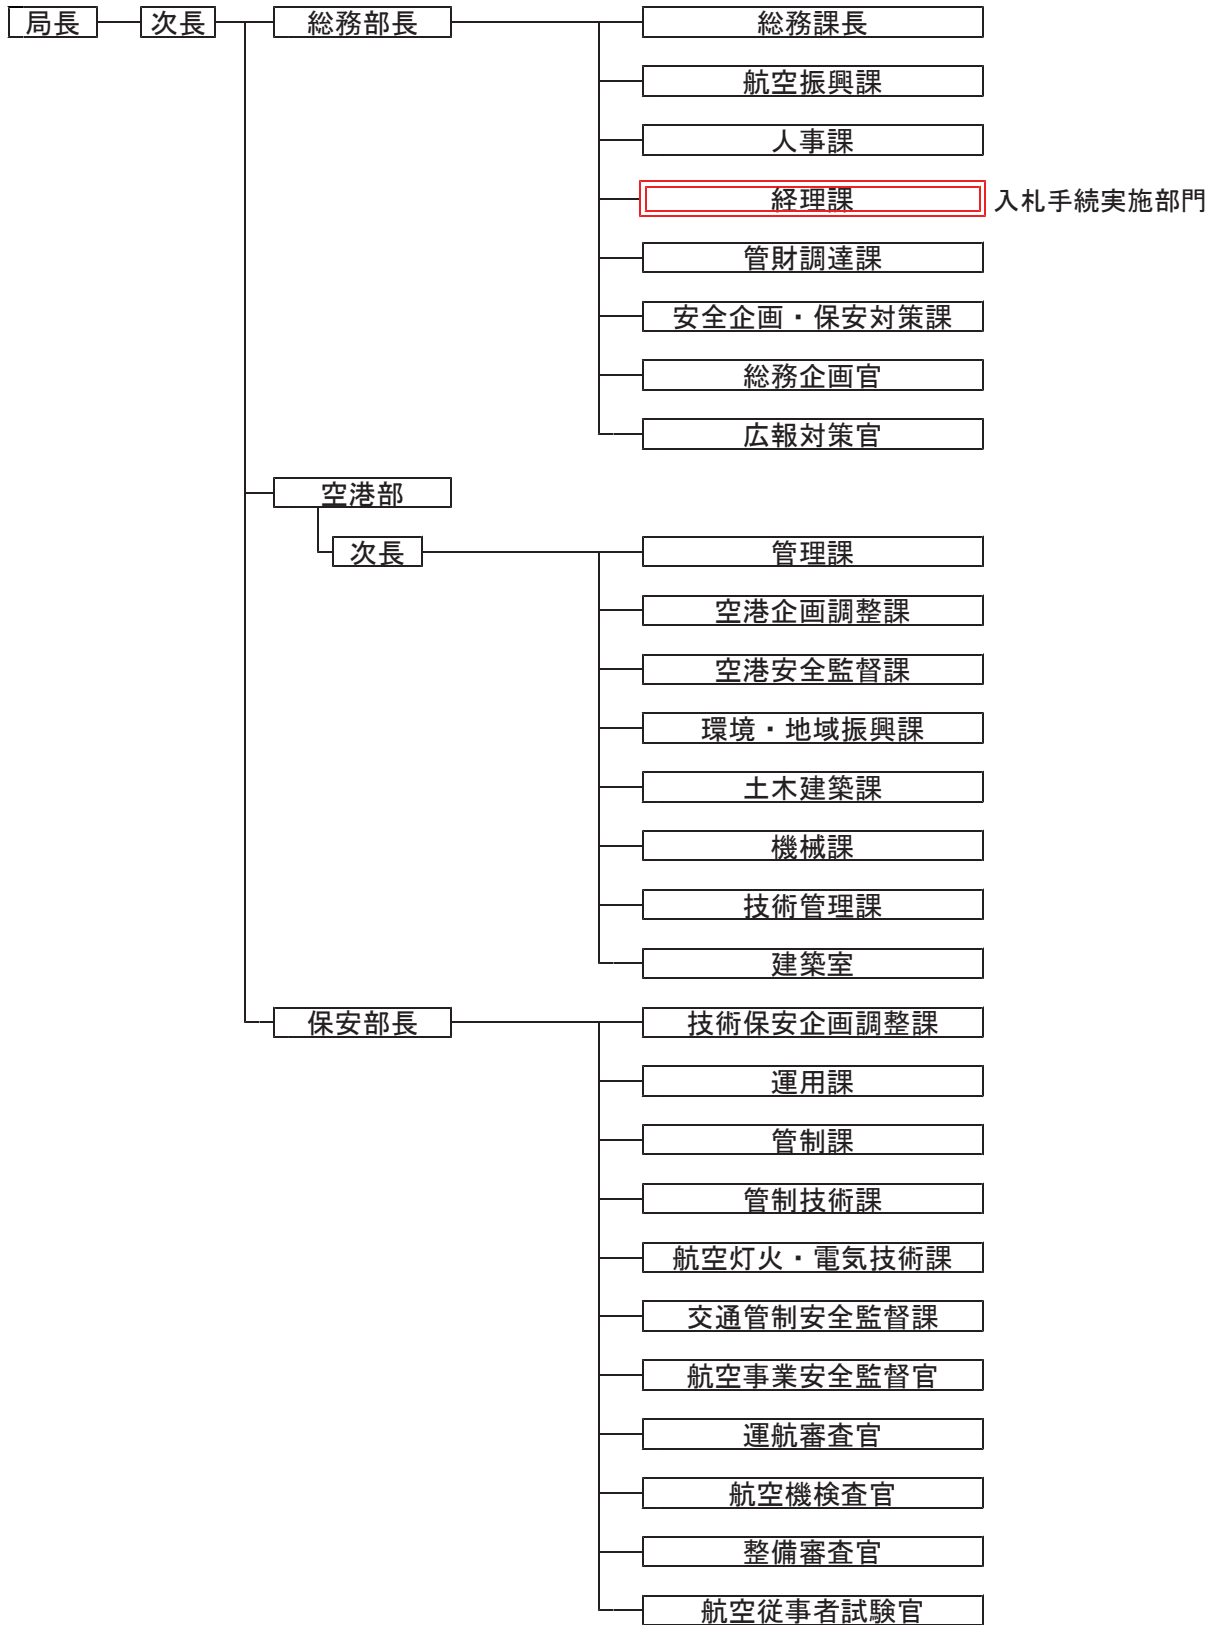 局長 次長 総務部長 総務課長
航空振興課
人事課
経理課 入札手続実施部門
管財調達課
安全企画・保安対策課
総務企画官
広報対策官
空港部
次長 管理課
空港企画調整課
空港安全監督課
環境・地域振興課
土木建築課
機械課
技術管理課
建築室
保安部長 技術保安企画調整課
運用課
管制課
管制技術課
航空灯火・電気技術課
交通管制安全監督課
航空事業安全監督官
運航審査官
航空機検査官
整備審査官
航空従事者試験官